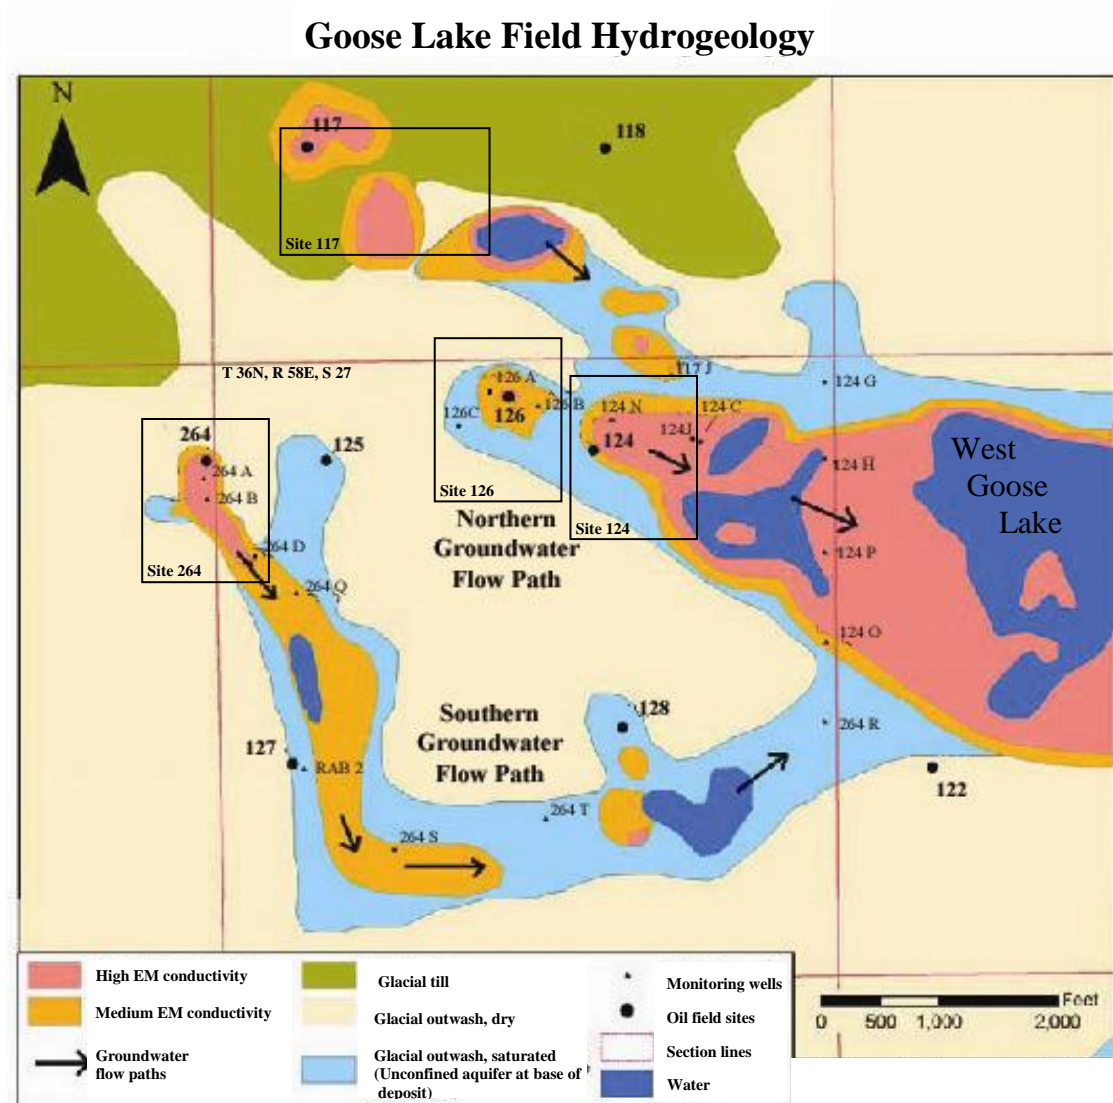 Goose Lake Field Hydrogeology
N
117
118
Site 117
T 36N, R 58E, S 27
117 J
124 G
126 A
126 B
126C
126
124 N
124 C
124J
124
264
125
264 A
264 B
124 H
West
Goose
Lake
Site 126
Site 124
Northern
Groundwater
Flow Path
264 D
124 P
Site 264
264 Q
124 O
Southern
Groundwater
Flow Path
128
264 R
127
RAB 2
122
264 T
264 S
High EM conductivity
Medium EM conductivity
Groundwater
flow paths
Glacial till
Glacial outwash, dry
Glacial outwash, saturated
(Unconfined aquifer at base of
deposit)
Monitoring wells
Oil field sites
Section lines
Water
Feet
0 500 1,000 2,000